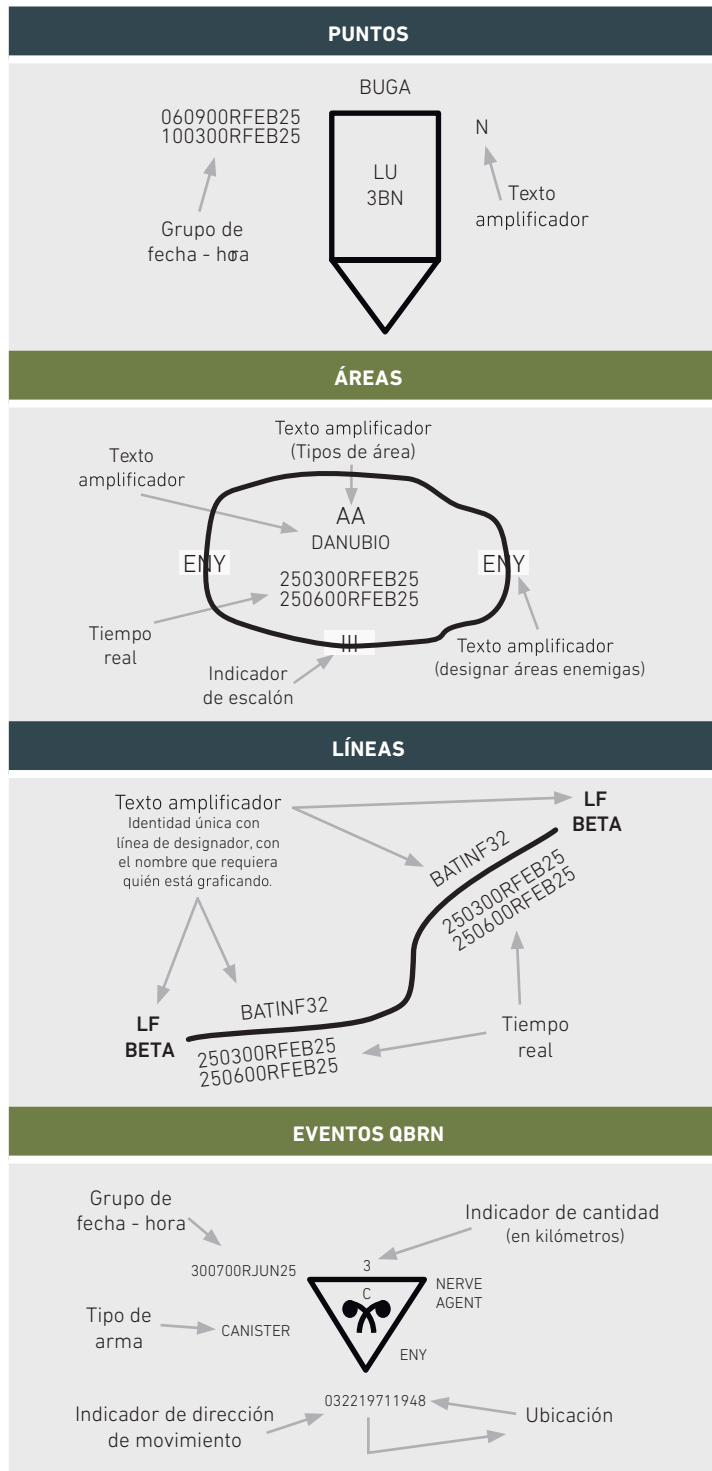 PUNTOS
BUGA
060900RFEB25
100300RFEB25
N
LU
3BN
Texto
amplificador
Grupo de
fecha - hora
ÁREAS
Texto amplificador
(Tipos de área)
Texto
amplificador
AA
DANUBIO
ENY
ENY
250300RFEB25
250600RFEB25
Tiempo
real
III
Texto amplificador
(designar áreas enemigas)
Indicador
de escalón
LÍNEAS
Texto amplificador
Identidad única con
línea de designador, con
el nombre que requiera
quién está graficando.
LF
BETA
BATINF32
250300RFEB25
250600RFEB25
BATINF32
LF
BETA
250300RFEB25
250600RFEB25
Tiempo
real
EVENTOS QBRN
Grupo de
fecha - hora
Indicador de cantidad
(en kilómetros)
300700RJUN25
3
C
NERVE
AGENT
Tipo de
arma
CANISTER
ENY
032219711948
Indicador de dirección
de movimiento
Ubicación